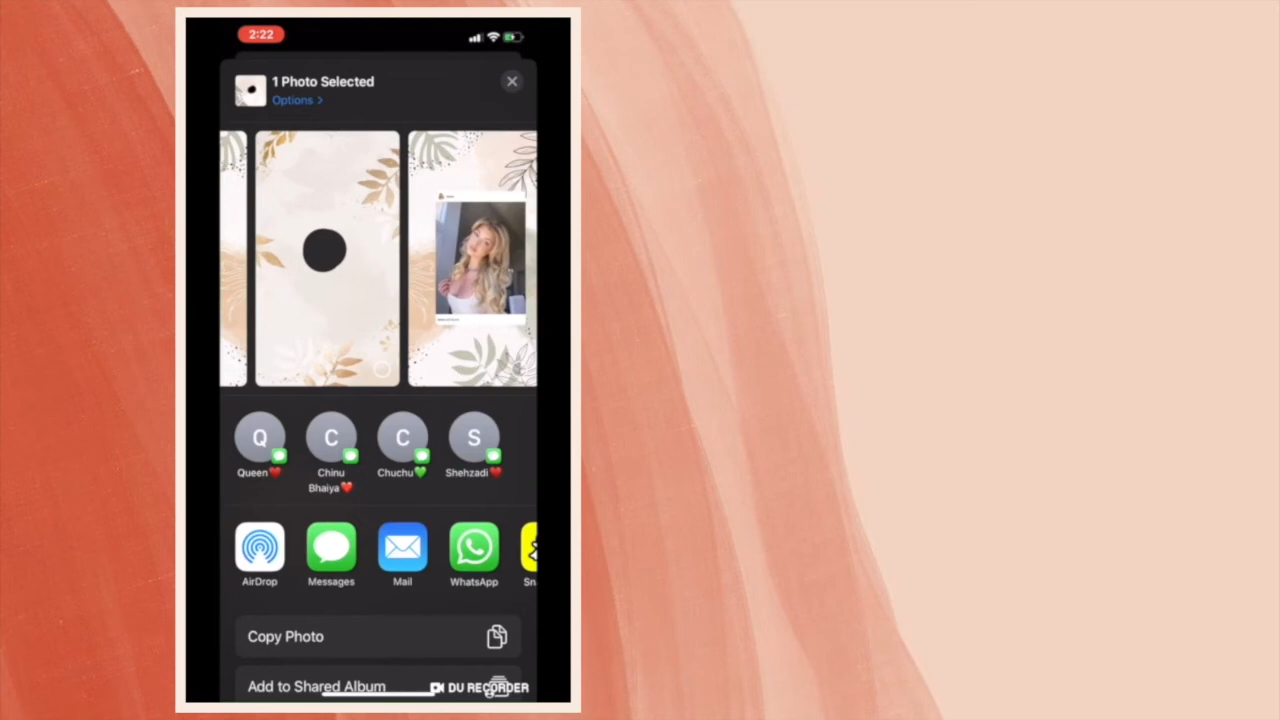 2:22
1 Photo Selected
Options >
Q
C
C
S
Queen❤️
Chinu
Bhaiya❤️
Chuchu💚
Shehzadi❤️
AirDrop
Messages
Mail
WhatsApp
Sn
Copy Photo
Add to Shared Album
DU RECORDER